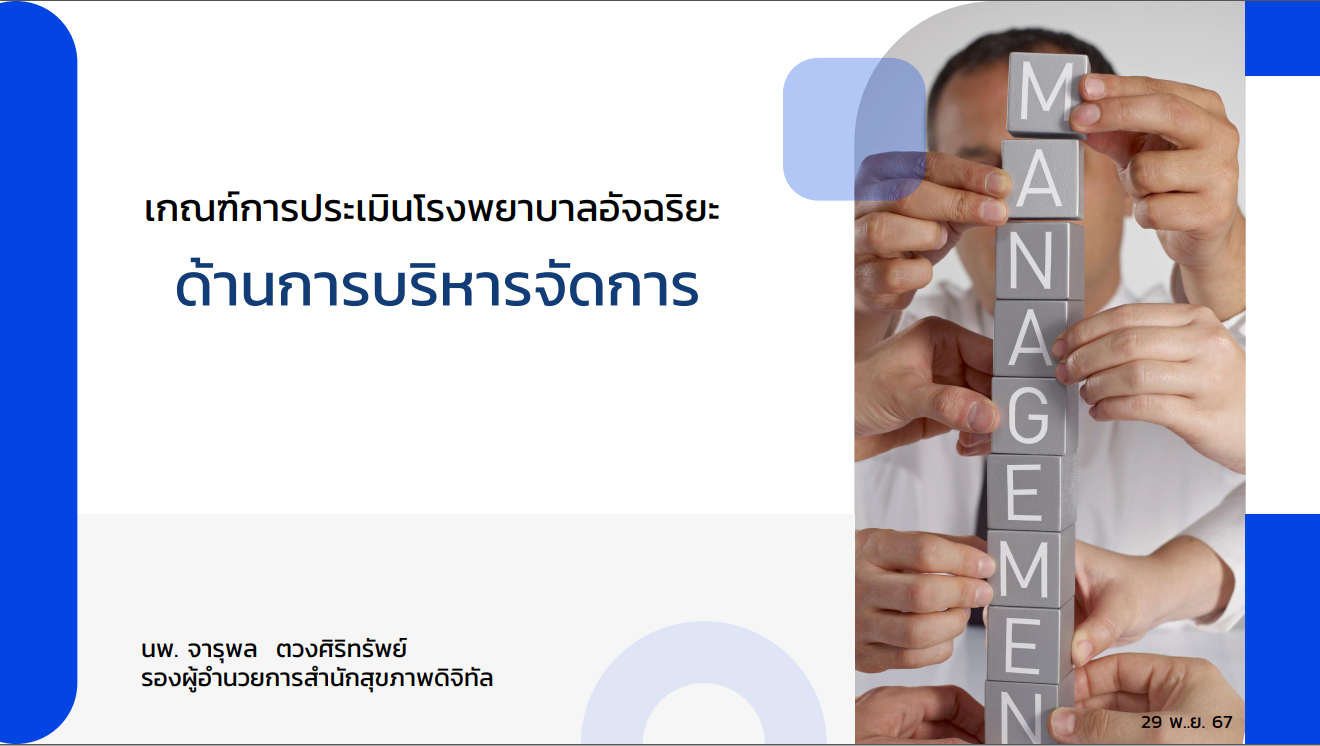 เกณฑ์การประเมินโรงพยาบาลอัจฉริยะ
ด้านการบริหารจัดการ
M
A
N
A
G
E
M
E
N
นพ. จารุพล ตวงศิริทรัพย์
รองผู้อำนวยการสำนักสุขภาพดิจิทัล
29 พ..ย. 67